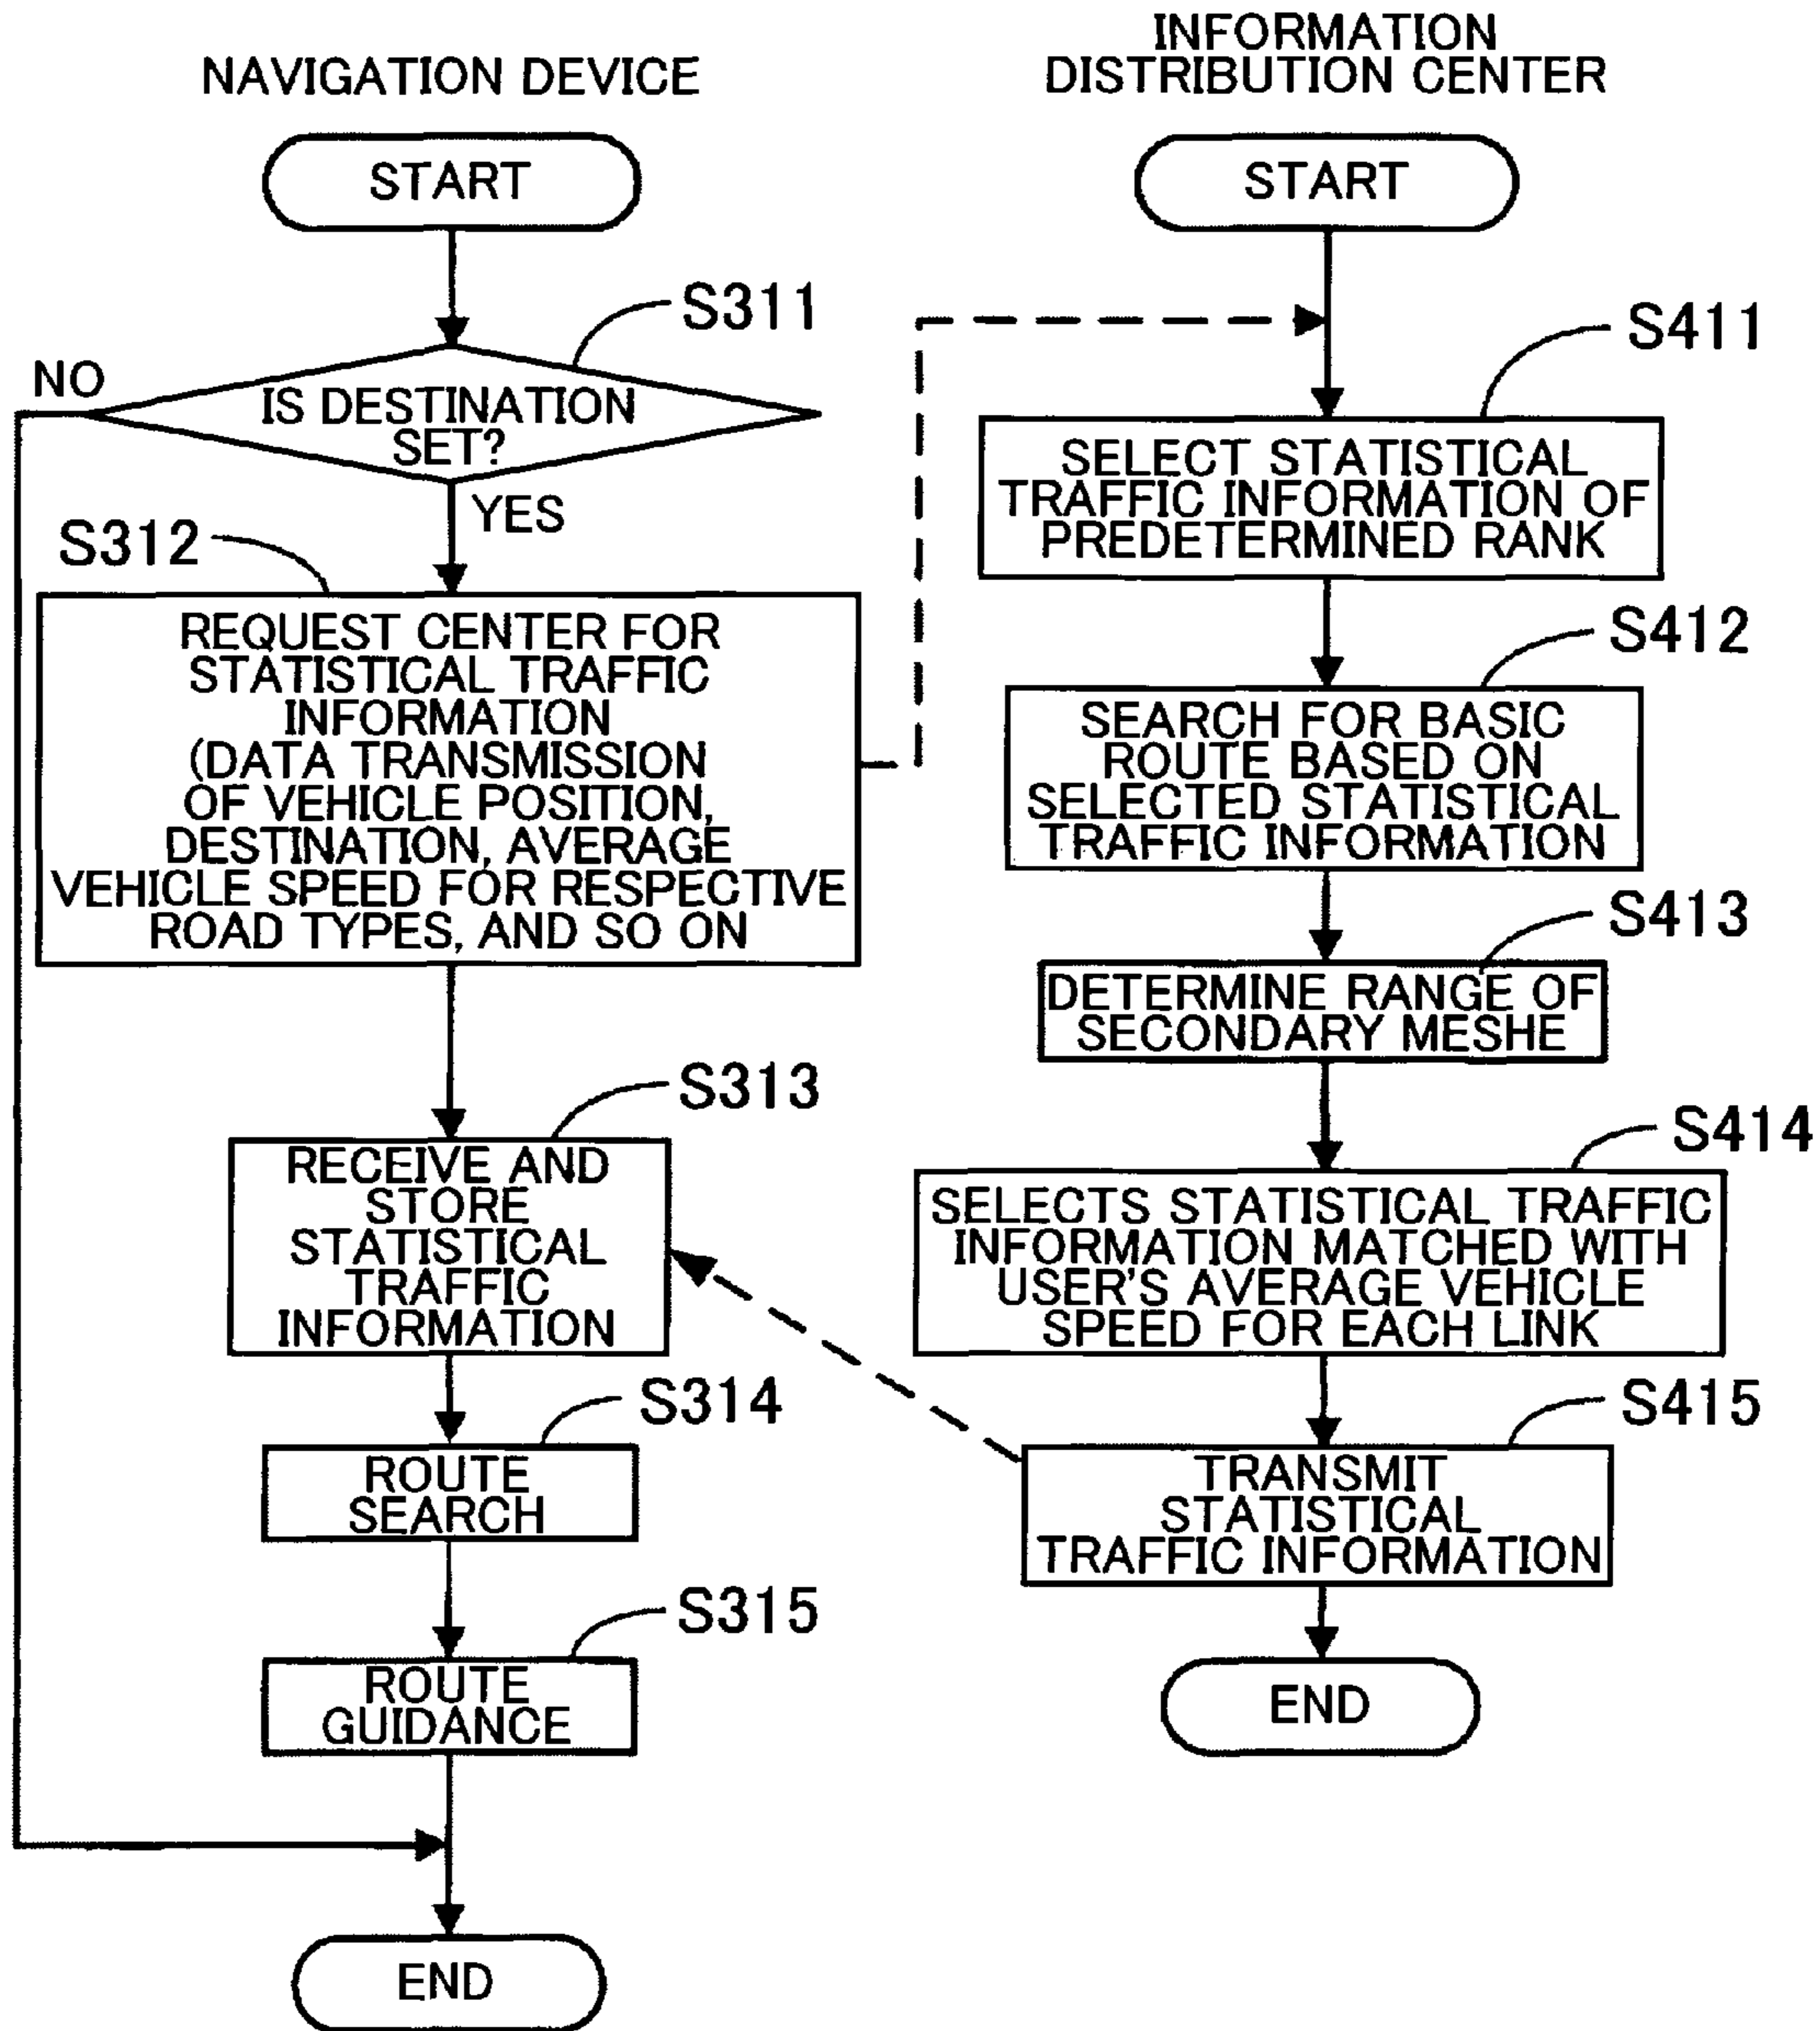 NAVIGATION DEVICE
START
S311
NO
IS DESTINATION
SET?
YES
S312
REQUEST CENTER FOR
STATISTICAL TRAFFIC
INFORMATION
(DATA TRANSMISSION
OF VEHICLE POSITION,
DESTINATION, AVERAGE
VEHICLE SPEED FOR RESPECTIVE
ROAD TYPES, AND SO ON
S313
RECEIVE AND
STORE
STATISTICAL
TRAFFIC
INFORMATION
S314
ROUTE
SEARCH
S315
ROUTE
GUIDANCE
END
INFORMATION
DISTRIBUTION CENTER
START
S411
SELECT STATISTICAL
TRAFFIC INFORMATION OF
PREDETERMINED RANK
S412
SEARCH FOR BASIC
ROUTE BASED ON
SELECTED STATISTICAL
TRAFFIC INFORMATION
S413
DETERMINE RANGE OF
SECONDARY MESHE
S414
SELECTS STATISTICAL TRAFFIC
INFORMATION MATCHED WITH
USER'S AVERAGE VEHICLE
SPEED FOR EACH LINK
S415
TRANSMIT
STATISTICAL
TRAFFIC INFORMATION
END